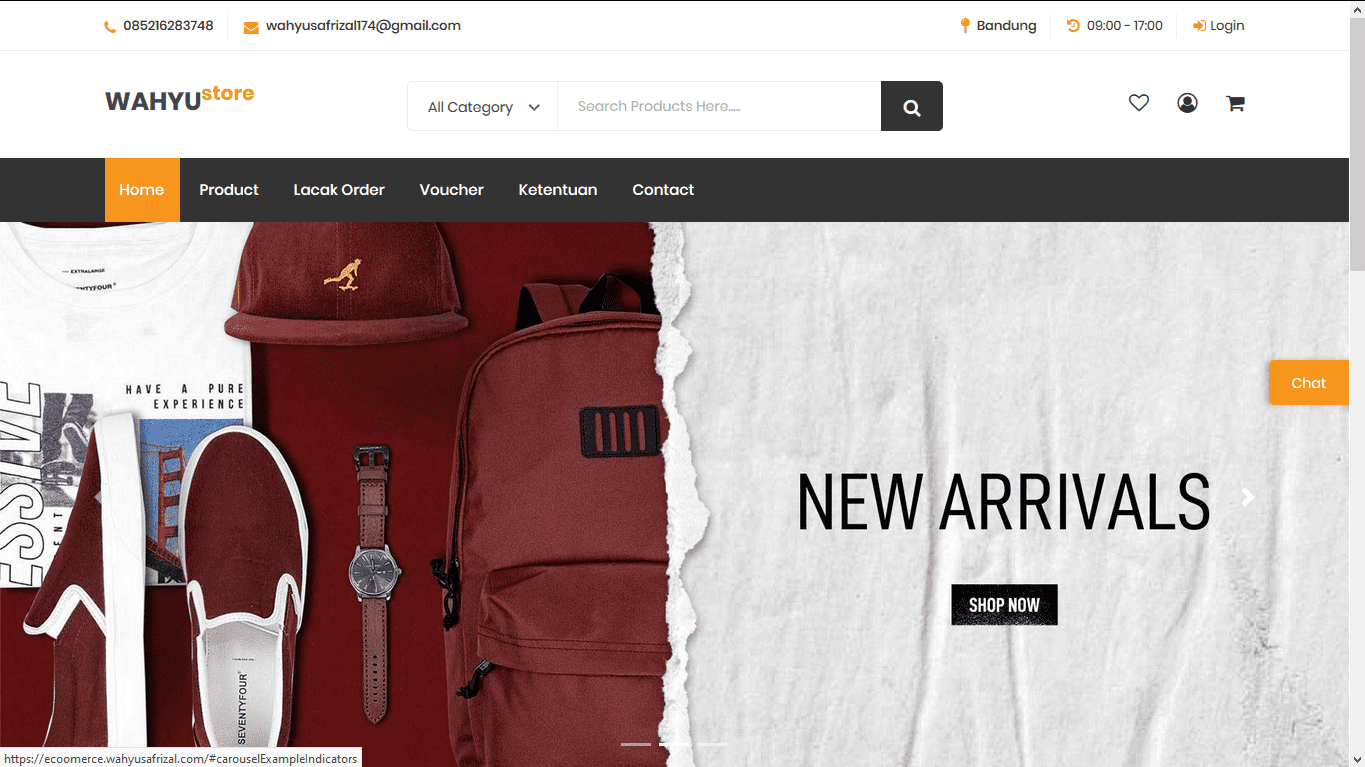 085216283748 wahyusafrizal174@gmail.com Bandung 09:00 - 17:00 Login
WAHYUstore
All Category Search Products Here.....
Home Product Lacak Order Voucher Ketentuan Contact
EXTRALARGE
SEVENTYFOUR®
HAVE A PURE
EXPERIENCE
Chat
NEW ARRIVALS
SHOP NOW
SEVENTYFOUR®
https://ecoomerce.wahyusafrizal.com/#carouselExampleIndicators